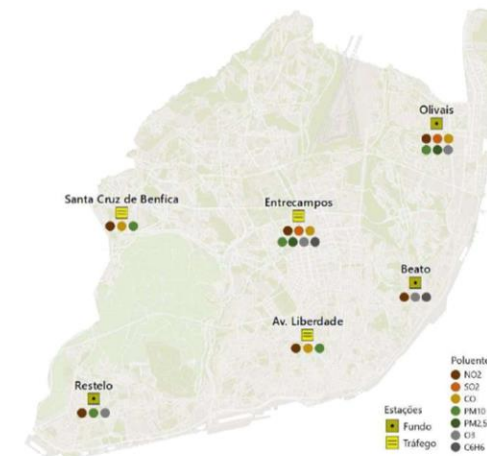 Olivais
Santa Cruz de Benfica
Entrecampos
Beato
Av. Liberdade
Restelo
Estações
Fundo
Tráfego
Poluente
NO2
SO2
CO
PM10
PM2,5
O3
C6H6